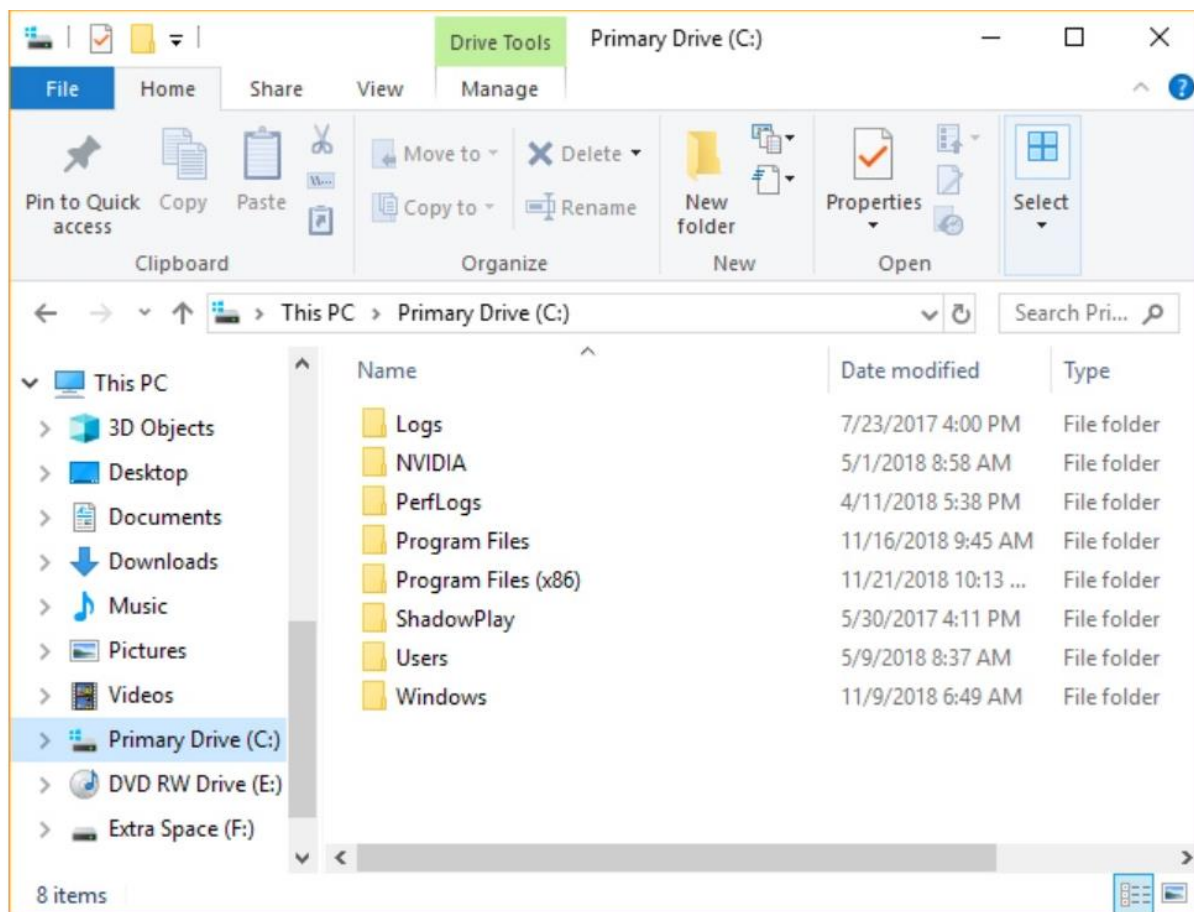 Drive Tools Primary Drive (C:)
File Home Share View Manage
Pin to Quick access
Copy
Paste
Move to
Copy to
Delete
Rename
New folder
Properties
Select
Clipboard Organize New Open
This PC > Primary Drive (C:)
Search Pri...
This PC
3D Objects
Desktop
Documents
Downloads
Music
Pictures
Videos
Primary Drive (C:)
DVD RW Drive (E:)
Extra Space (F:)
Name Date modified Type
Logs 7/23/2017 4:00 PM File folder
NVIDIA 5/1/2018 8:58 AM File folder
PerfLogs 4/11/2018 5:38 PM File folder
Program Files 11/16/2018 9:45 AM File folder
Program Files (x86) 11/21/2018 10:13 ... File folder
ShadowPlay 5/30/2017 4:11 PM File folder
Users 5/9/2018 8:37 AM File folder
Windows 11/9/2018 6:49 AM File folder
8 items